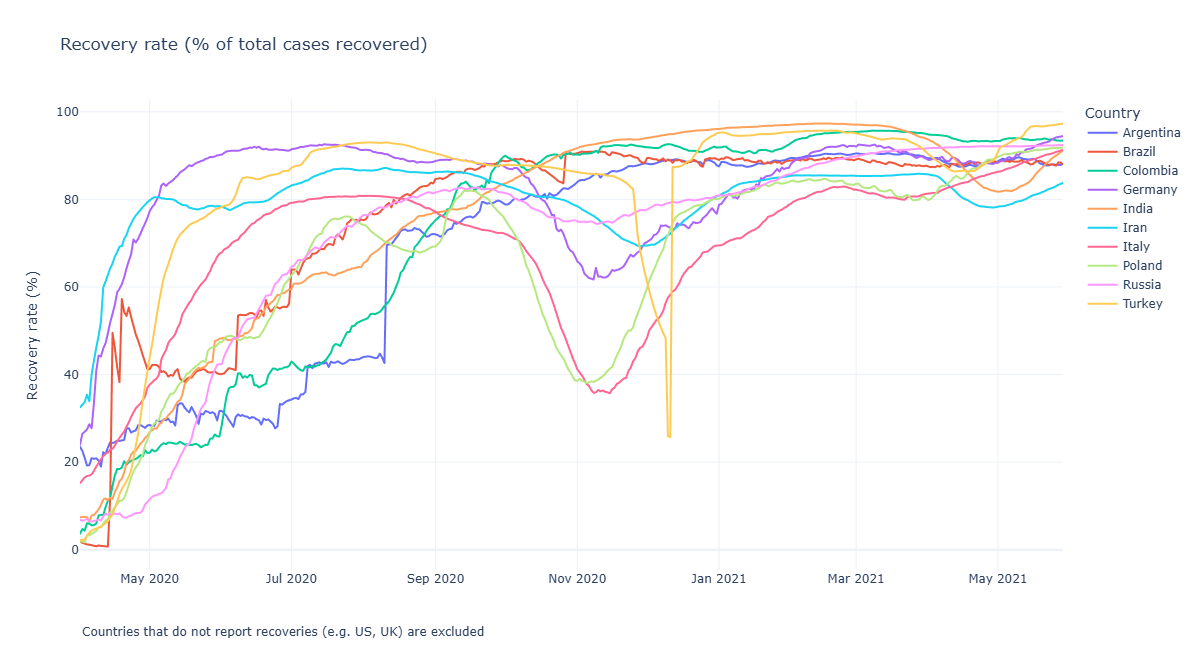 Recovery rate (% of total cases recovered)
Country
Argentina
Brazil
Colombia
Germany
India
Iran
Italy
Poland
Russia
Turkey
Recovery rate (%)
100
80
60
40
20
0
May 2020
Jul 2020
Sep 2020
Nov 2020
Jan 2021
Mar 2021
May 2021
Countries that do not report recoveries (e.g. US, UK) are excluded